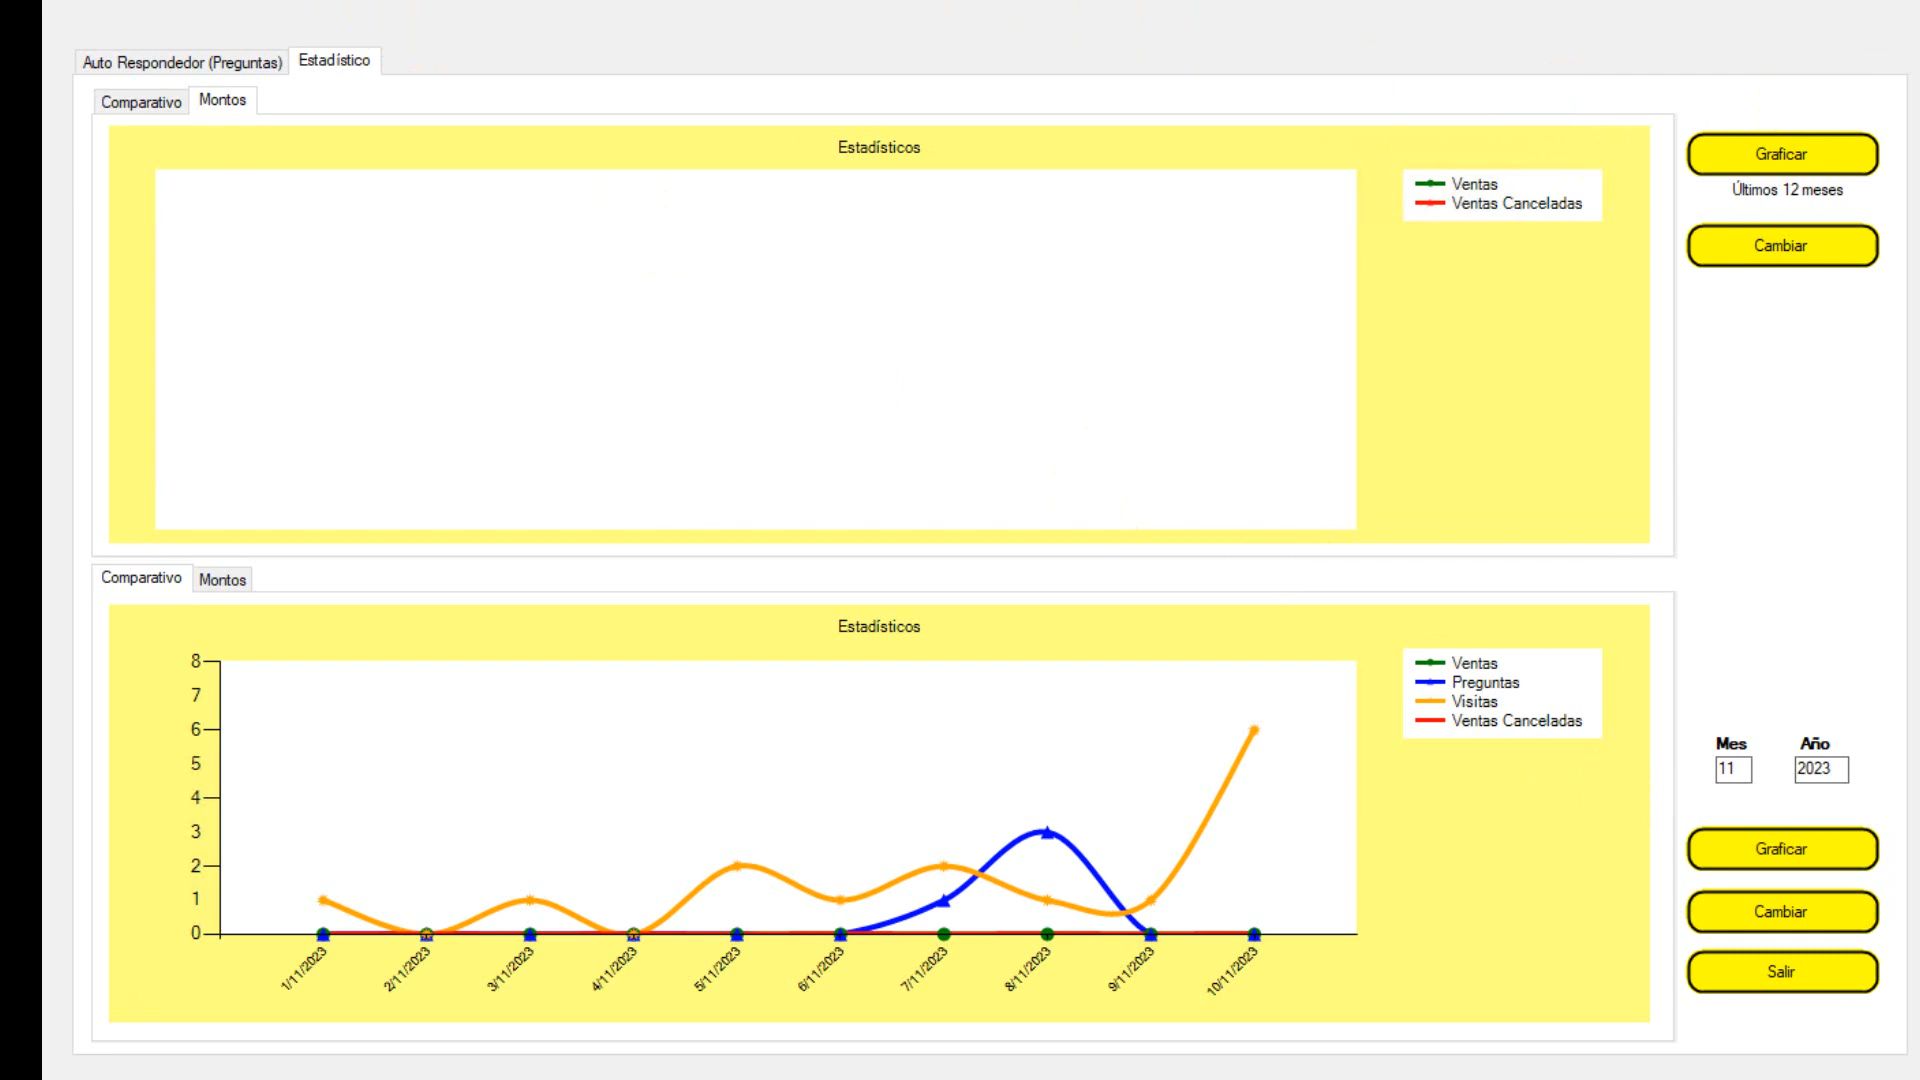 Auto Respondedor (Preguntas)
Estadístico
Comparativo
Montos
Estadísticos
Ventas
Ventas Canceladas
Graficar
Últimos 12 meses
Cambiar
Comparativo
Montos
Estadísticos
8
7
6
5
4
3
2
1
0
1/11/2023
2/11/2023
3/11/2023
4/11/2023
5/11/2023
6/11/2023
7/11/2023
8/11/2023
9/11/2023
10/11/2023
Ventas
Preguntas
Visitas
Ventas Canceladas
Mes Año
11 2023
Graficar
Cambiar
Salir